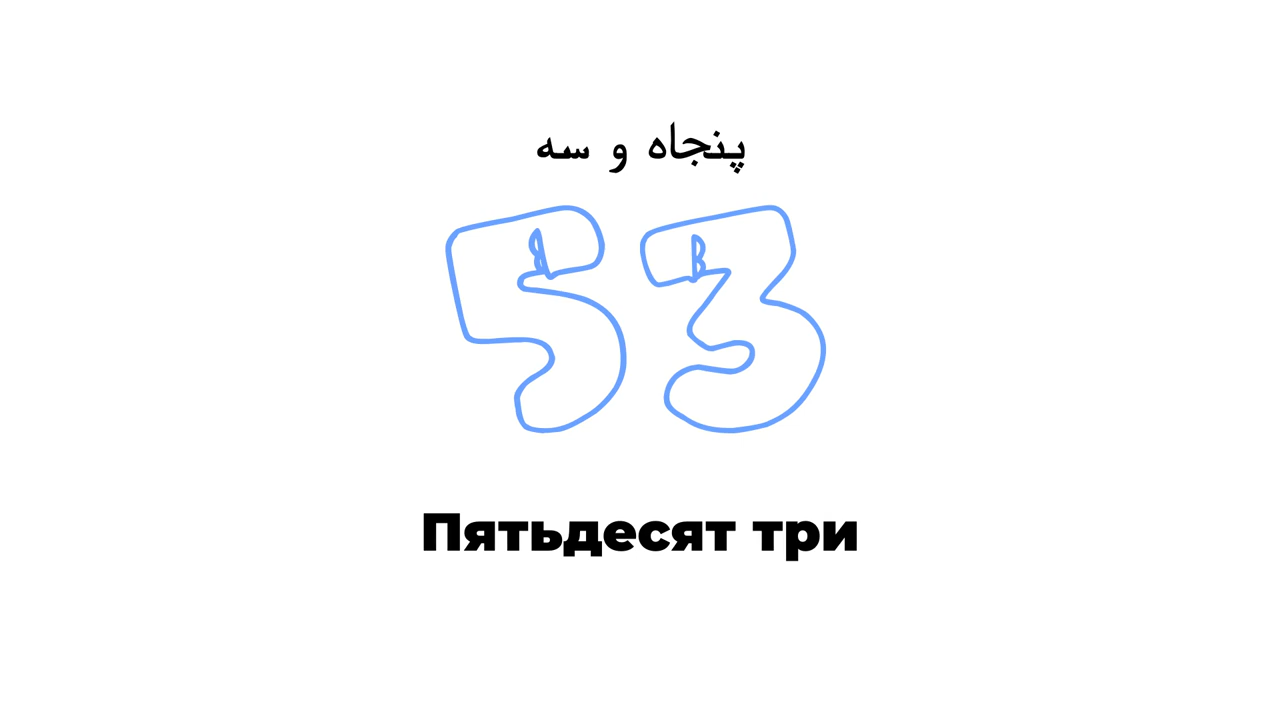 پنجاه و سه
53
Пятьдесят три